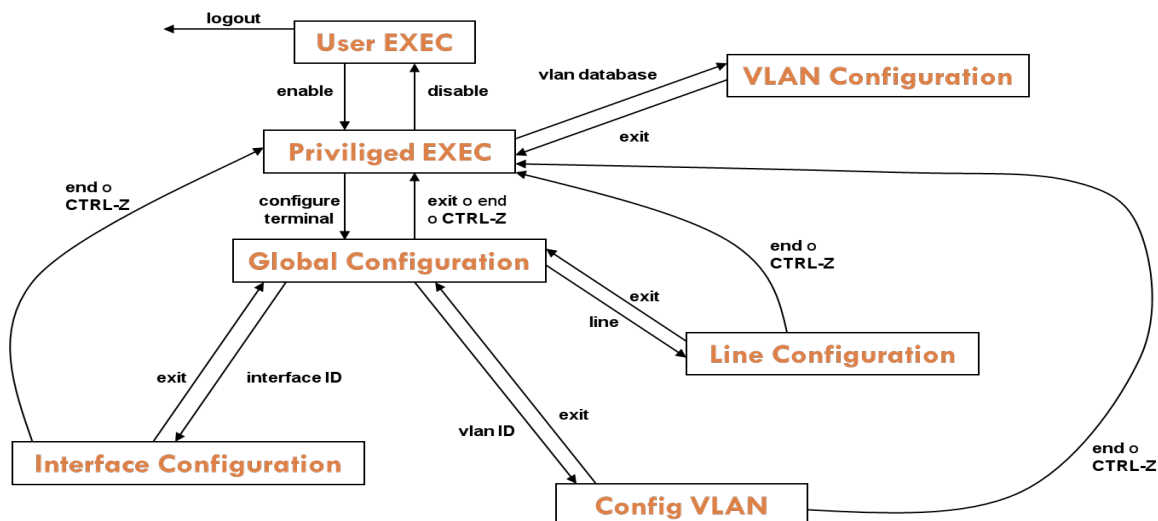 logout
User EXEC
enable
disable
vlan database
VLAN Configuration
exit
Priviliged EXEC
end o
CTRL-Z
configure
terminal
exit o end
o CTRL-Z
Global Configuration
end o
CTRL-Z
exit
line
Line Configuration
exit
interface ID
vlan ID
exit
Interface Configuration
end o
CTRL-Z
Config VLAN